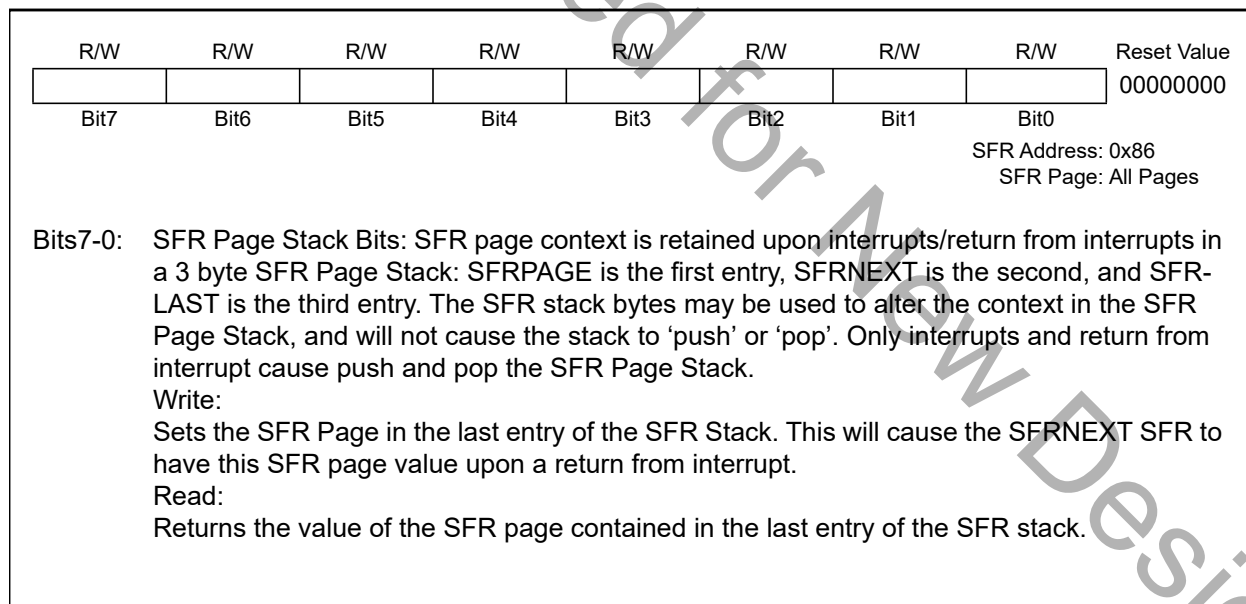 R/W R/W R/W R/W R/W R/W R/W R/W Reset Value
00000000
Bit7 Bit6 Bit5 Bit4 Bit3 Bit2 Bit1 Bit0
SFR Address: 0x86
SFR Page: All Pages
Bits7-0: SFR Page Stack Bits: SFR page context is retained upon interrupts/return from interrupts in
a 3 byte SFR Page Stack: SFRPAGE is the first entry, SFRNEXT is the second, and SFR-
LAST is the third entry. The SFR stack bytes may be used to alter the context in the SFR
Page Stack, and will not cause the stack to ‘push’ or ‘pop’. Only interrupts and return from
interrupt cause push and pop the SFR Page Stack.
Write:
Sets the SFR Page in the last entry of the SFR Stack. This will cause the SFRNEXT SFR to
have this SFR page value upon a return from interrupt.
Read:
Returns the value of the SFR page contained in the last entry of the SFR stack.
ed for New Desi